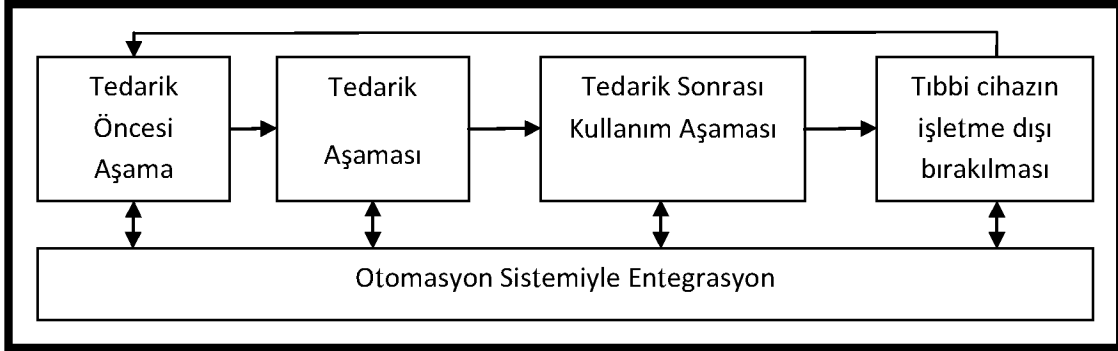 Tedarik
Öncesi
Aşama
Tedarik
Aşaması
Tedarik Sonrası
Kullanım Aşaması
Tıbbi cihazın
işletme dışı
bırakılması
Otomasyon Sistemiyle Entegrasyon